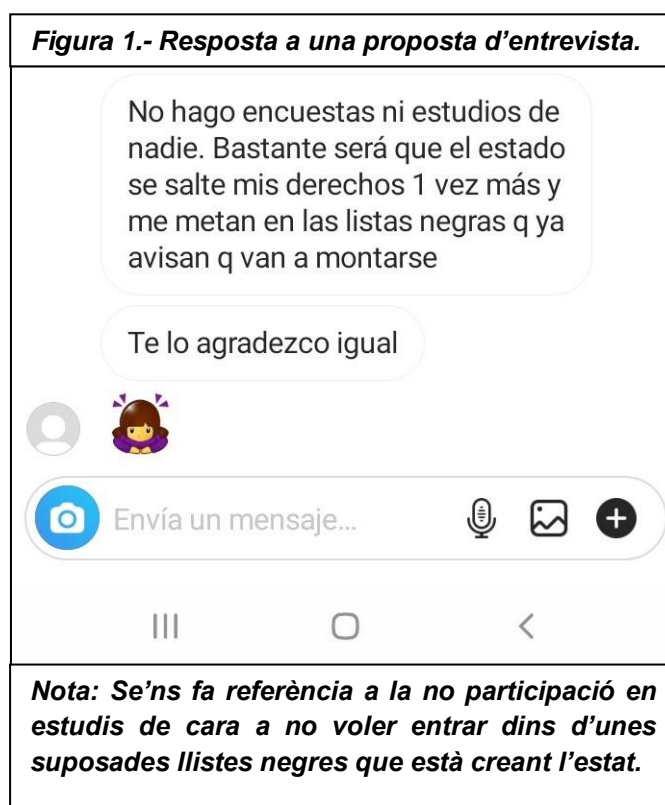 Figura 1.- Resposta a una proposta d'entrevista.
No hago encuestas ni estudios de
nadie. Bastante será que el estado
se salte mis derechos 1 vez más y
me metan en las listas negras q ya
avisan q van a montarse
Te lo agradezco igual
Envía un mensaje...
Nota: Se'ns fa referència a la no participació en
estudis de cara a no voler entrar dins d'unes
suposades llistes negres que està creant l'estat.